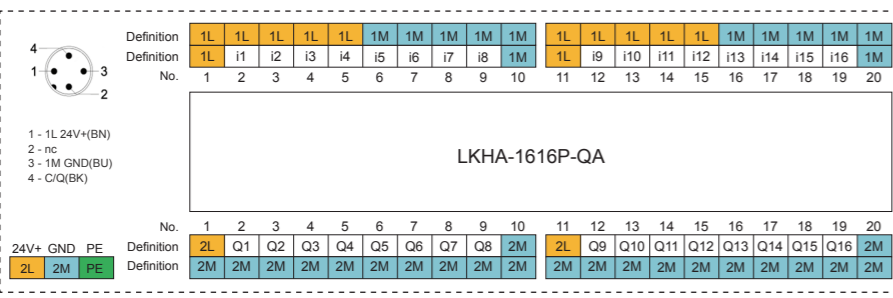 Definition 1L 1L 1L 1L 1L 1M 1M 1M 1M 1M 1L 1L 1L 1L 1L 1M 1M 1M 1M 1M
Definition 1L i1 i2 i3 i4 i5 i6 i7 i8 1M 1L i9 i10 i11 i12 i13 i14 i15 i16 1M
No. 1 2 3 4 5 6 7 8 9 10 11 12 13 14 15 16 17 18 19 20
4
1
3
2
1 - 1L 24V+(BN)
2 - nc
3 - 1M GND(BU)
4 - C/Q(BK)
LKHA-1616P-QA
No. 1 2 3 4 5 6 7 8 9 10 11 12 13 14 15 16 17 18 19 20
24V+ GND PE
Definition 2L Q1 Q2 Q3 Q4 Q5 Q6 Q7 Q8 2M 2L Q9 Q10 Q11 Q12 Q13 Q14 Q15 Q16 2M
2L 2M PE
Definition 2M 2M 2M 2M 2M 2M 2M 2M 2M 2M 2M 2M 2M 2M 2M 2M 2M 2M 2M 2M